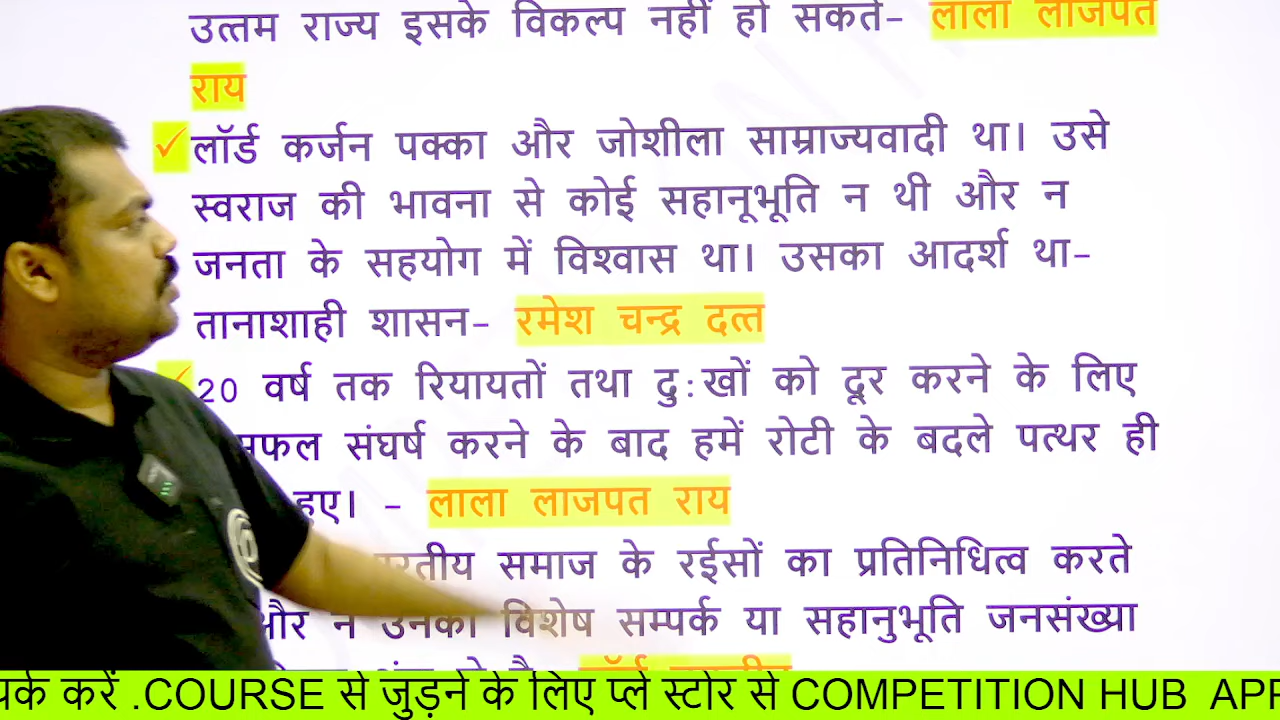 उत्तम राज्य इसके विकल्प नहीं हो सकते- लाला लाजपत
राय
✓ लॉर्ड कर्जन पक्का और जोशीला साम्राज्यवादी था। उसे
स्वराज की भावना से कोई सहानूभूति न थी और न
जनता के सहयोग में विश्वास था। उसका आदर्श था-
तानाशाही शासन- रमेश चन्द्र दत्त
20 वर्ष तक रियायतों तथा दु:खों को दूर करने के लिए
संघर्ष करने के बाद हमें रोटी के बदले पत्थर ही
हुए। - लाला लाजपत राय
समाज के रईसों का प्रतिनिधित्व करते
और न उनका विशेष सम्पर्क या सहानुभूति जनसंख्या
करें .COURSE से जुड़ने के लिए प्ले स्टोर से COMPETITION HUB